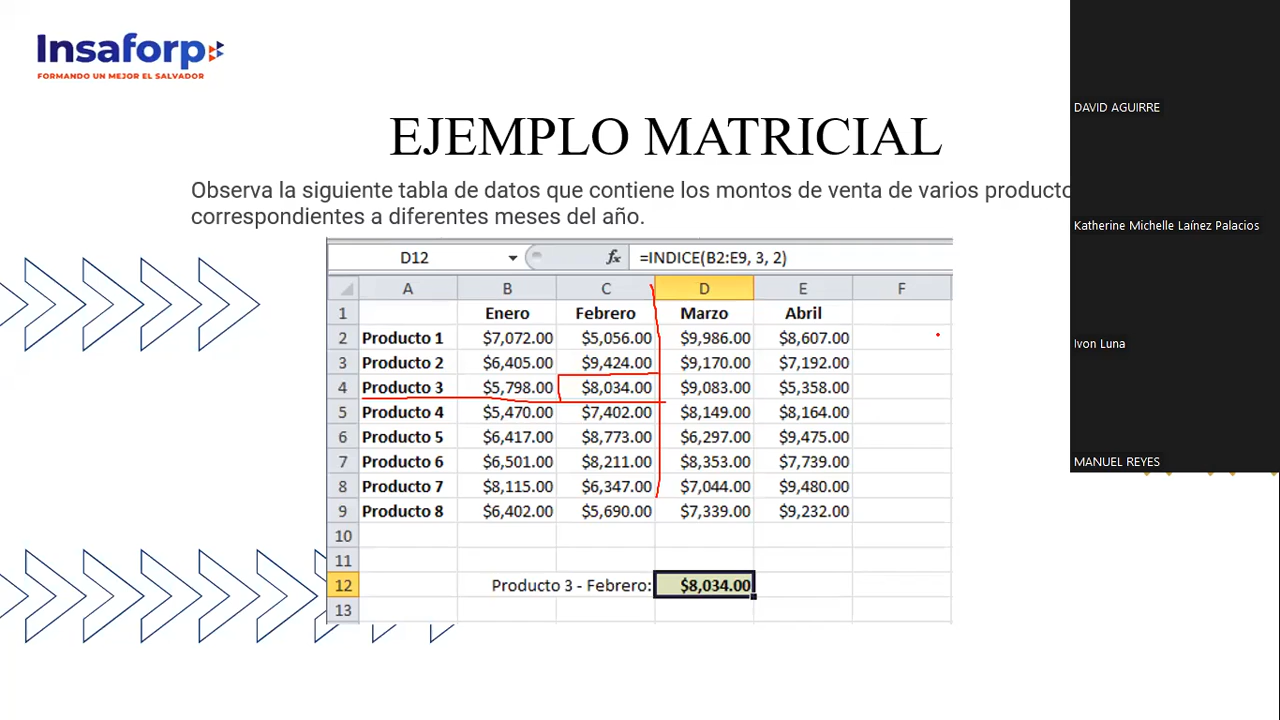 Insaforp
FORMANDO UN MEJOR EL SALVADOR
EJEMPLO MATRICIAL
Observa la siguiente tabla de datos que contiene los montos de venta de varios producto
correspondientes a diferentes meses del año.
D12 fx =INDICE(B2:E9, 3, 2)
A B C D E F
1 Enero Febrero Marzo Abril
2 Producto 1 $7,072.00 $5,056.00 $9,986.00 $8,607.00
3 Producto 2 $6,405.00 $9,424.00 $9,170.00 $7,192.00
4 Producto 3 $5,798.00 $8,034.00 $9,083.00 $5,358.00
5 Producto 4 $5,470.00 $7,402.00 $8,149.00 $8,164.00
6 Producto 5 $6,417.00 $8,773.00 $6,297.00 $9,475.00
7 Producto 6 $6,501.00 $8,211.00 $8,353.00 $7,739.00
8 Producto 7 $8,115.00 $6,347.00 $7,044.00 $9,480.00
9 Producto 8 $6,402.00 $5,690.00 $7,339.00 $9,232.00
10
11
12 Producto 3 - Febrero: $8,034.00
13
DAVID AGUIRRE
Katherine Michelle Laínez Palacios
Ivon Luna
MANUEL REYES